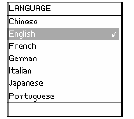 LANGUAGE
Chinese
English
French
German
Italian
Japanese
Portuguese